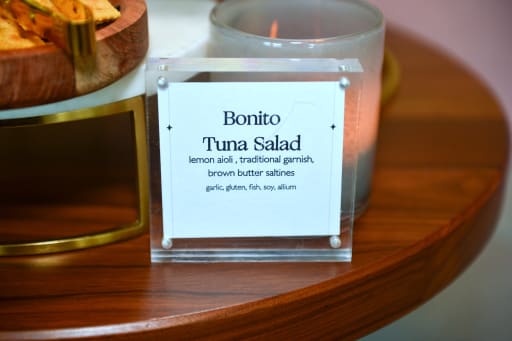 Bonito
Tuna Salad
lemon aioli , traditional garnish,
brown butter saltines
garlic, gluten, fish, soy, allium